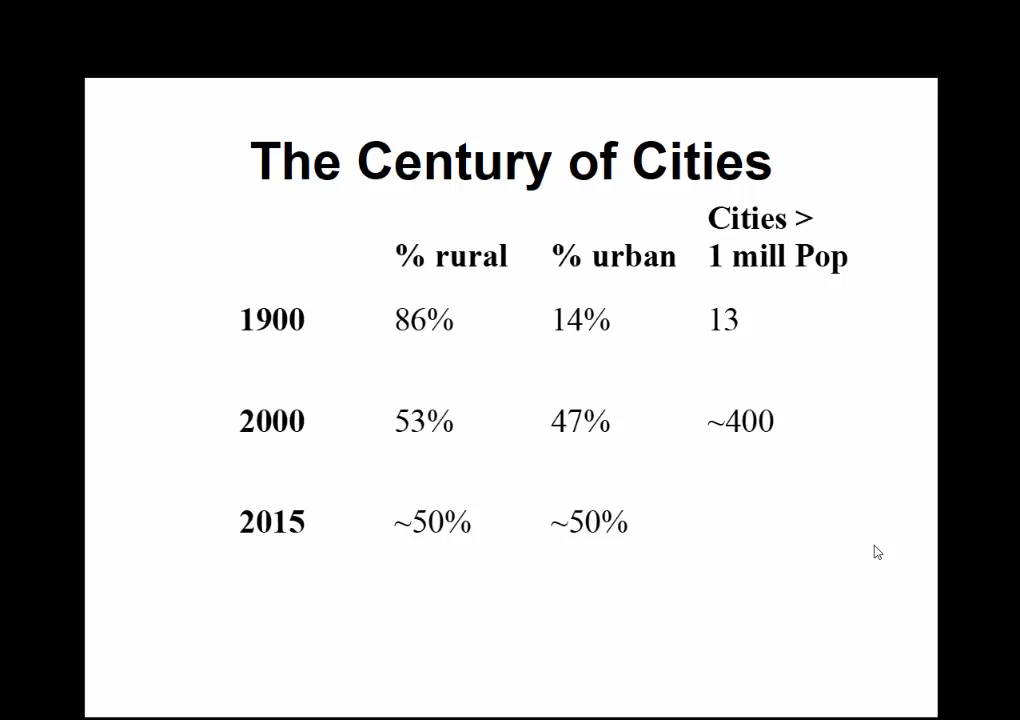 The Century of Cities
Cities >
% rural % urban 1 mill Pop
1900 86% 14% 13
2000 53% 47% ~400
2015 ~50% ~50%